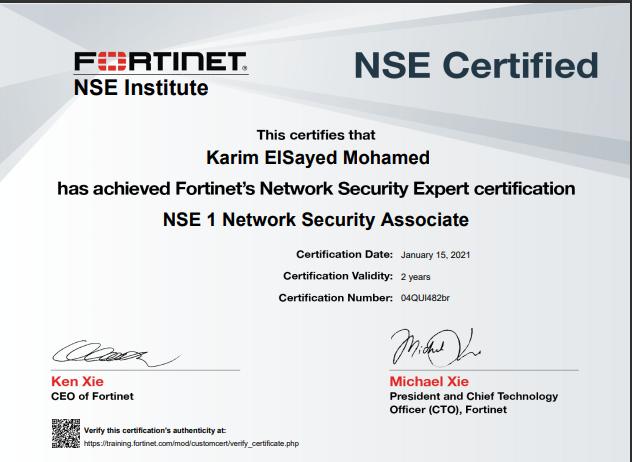 FORTINET®
NSE Institute
NSE Certified
This certifies that
Karim ElSayed Mohamed
has achieved Fortinet's Network Security Expert certification
NSE 1 Network Security Associate
Certification Date: January 15, 2021
Certification Validity: 2 years
Certification Number: 04QUI482br
Ken Xie
CEO of Fortinet
Michael Xie
President and Chief Technology
Officer (CTO), Fortinet
Verify this certification's authenticity at:
https://training.fortinet.com/mod/customcert/verify_certificate.php